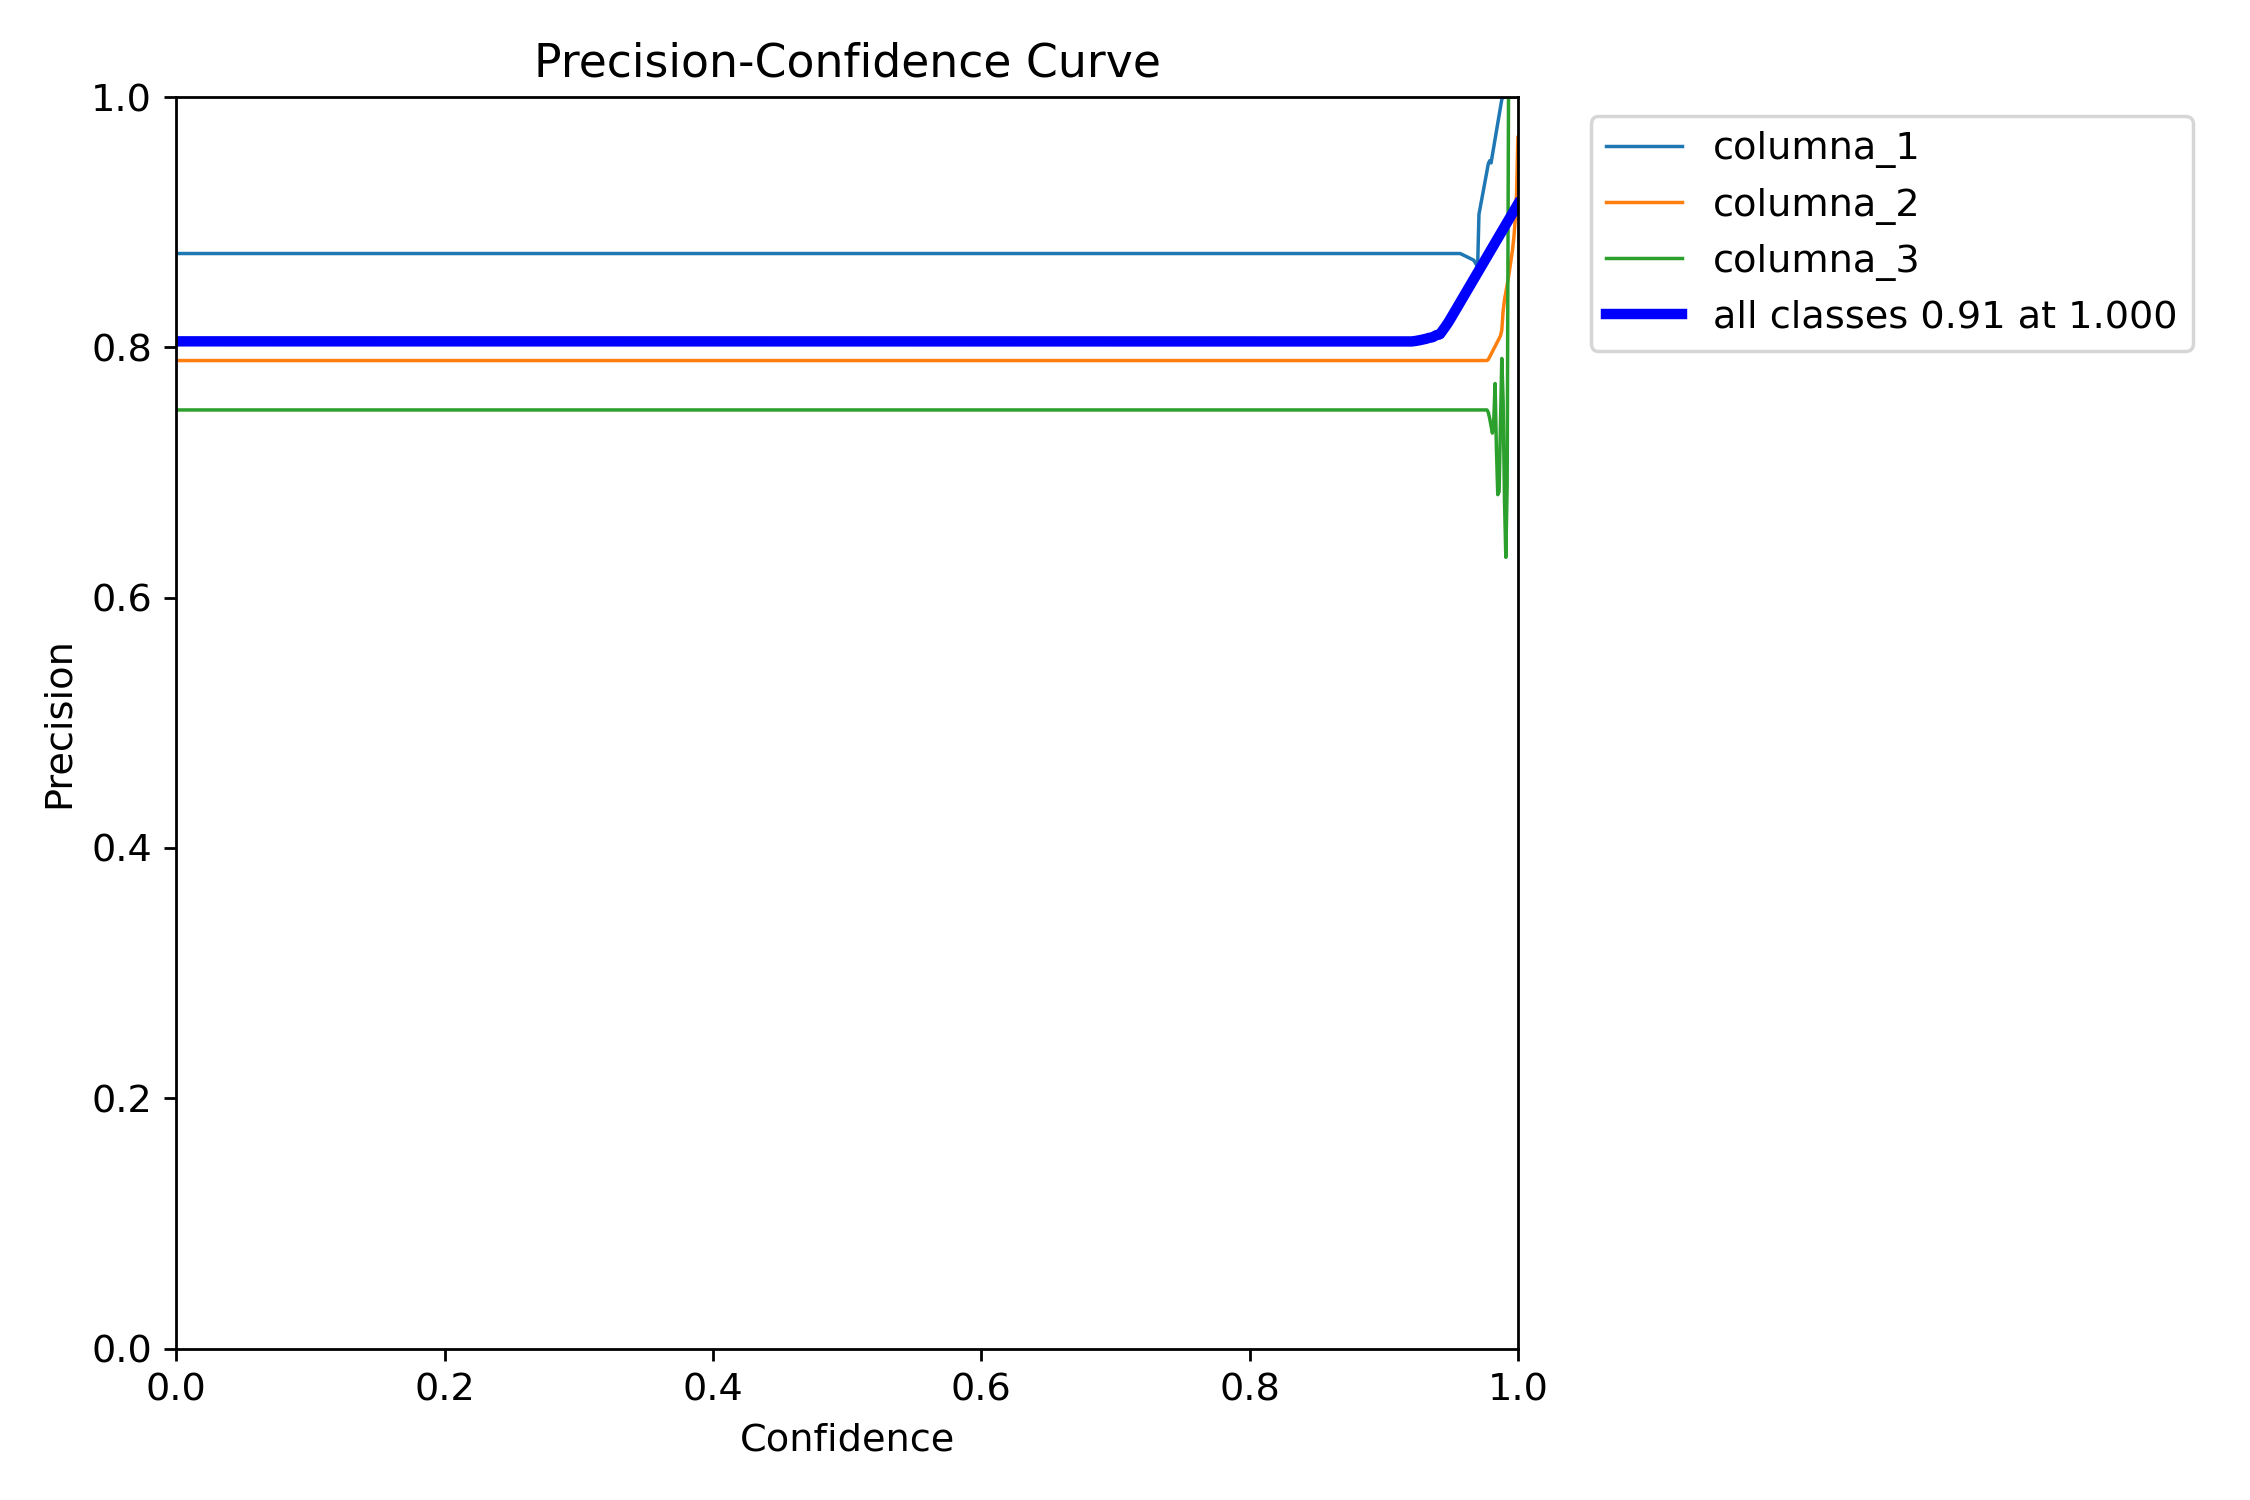 Precision-Confidence Curve
1.0
0.8
0.6
0.4
0.2
0.0
Precision
0.0 0.2 0.4 0.6 0.8 1.0
Confidence
columna_1
columna_2
columna_3
all classes 0.91 at 1.000